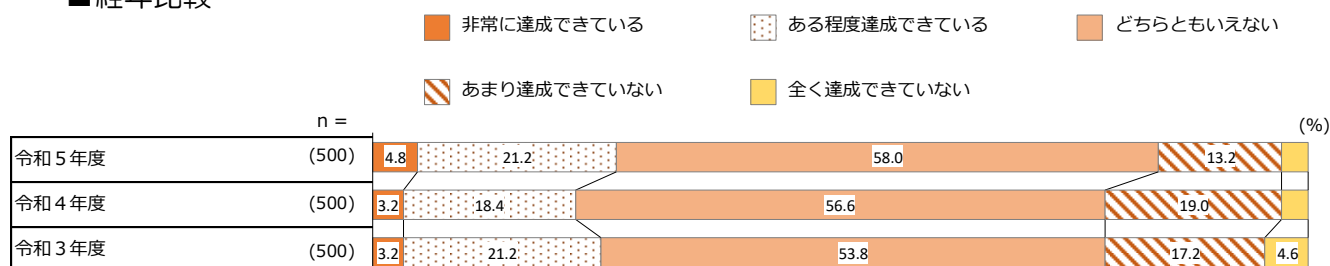 ■経年比較
非常に達成できている ある程度達成できている どちらともいえない
あまり達成できていない 全く達成できていない
n = (%)
令和5年度 (500) 4.8 21.2 58.0 13.2
令和4年度 (500) 3.2 18.4 56.6 19.0
令和3年度 (500) 3.2 21.2 53.8 17.2 4.6